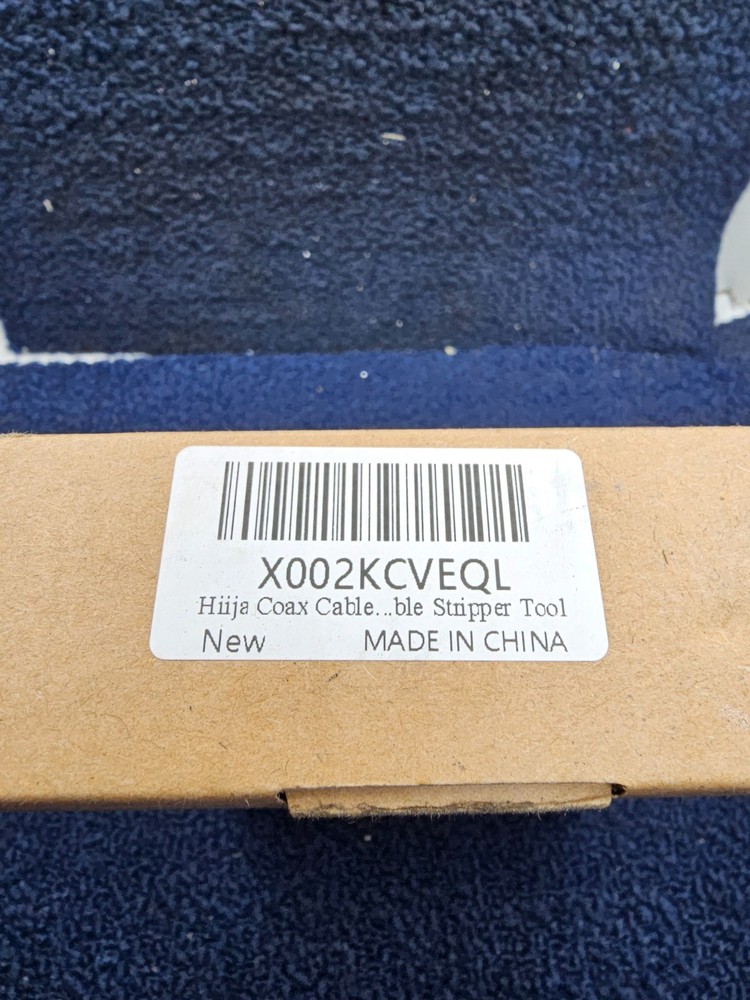 X002KCVEQL
Hiija Coax Cable...ble Stripper Tool
New MADE IN CHINA